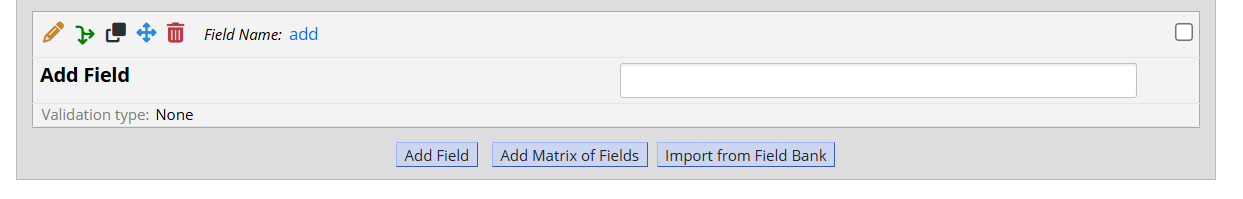 Field Name: add
Add Field
Validation type: None
Add Field Add Matrix of Fields Import from Field Bank